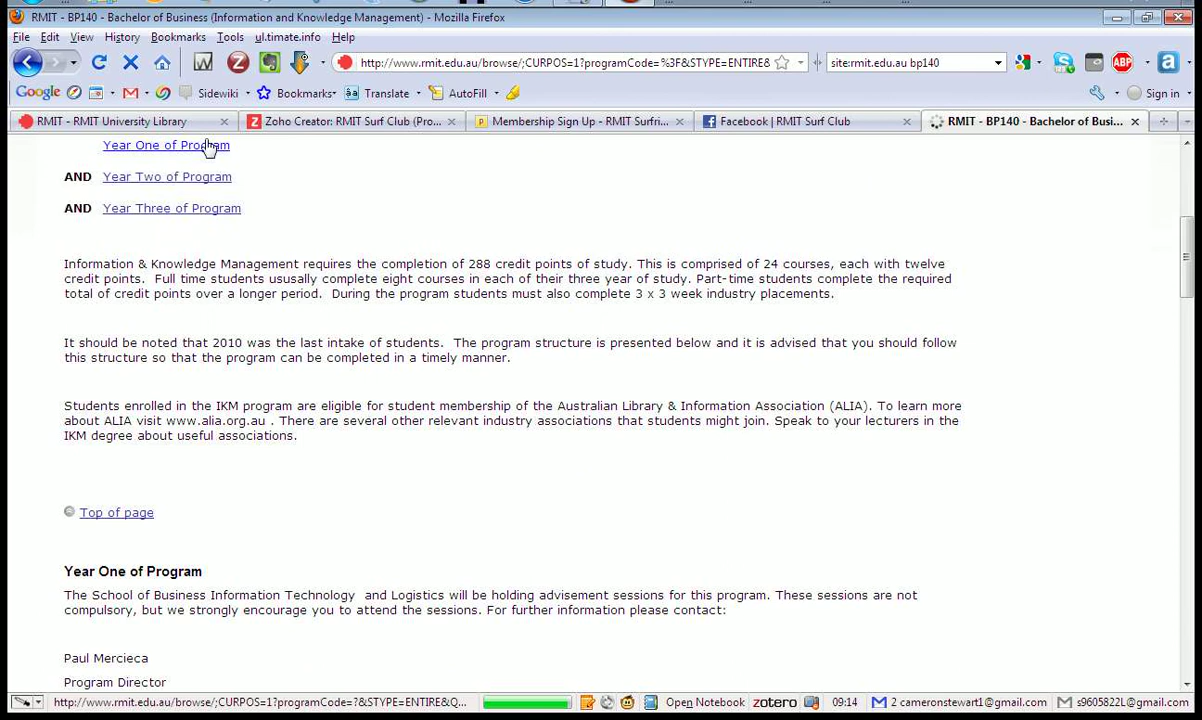 RMIT - BP140 - Bachelor of Business (Information and Knowledge Management) - Mozilla Firefox
File Edit View History Bookmarks Tools ul.timate.info Help
http://www.rmit.edu.au/browse/;CURPOS=1?programCode=%3F&STYPE=ENTIRE& site:rmit.edu.au bp140
Google Sidewiki Bookmarks Translate AutoFill Sign in
RMIT - RMIT University Library Zoho Creator: RMIT Surf Club (Pro... Membership Sign Up - RMIT Surfri... Facebook | RMIT Surf Club RMIT - BP140 - Bachelor of Busi...
Year One of Program
AND Year Two of Program
AND Year Three of Program
Information & Knowledge Management requires the completion of 288 credit points of study. This is comprised of 24 courses, each with twelve
credit points. Full time students ususally complete eight courses in each of their three year of study. Part-time students complete the required
total of credit points over a longer period. During the program students must also complete 3 x 3 week industry placements.
It should be noted that 2010 was the last intake of students. The program structure is presented below and it is advised that you should follow
this structure so that the program can be completed in a timely manner.
Students enrolled in the IKM program are eligible for student membership of the Australian Library & Information Association (ALIA). To learn more
about ALIA visit www.alia.org.au . There are several other relevant industry associations that students might join. Speak to your lecturers in the
IKM degree about useful associations.
Top of page
Year One of Program
The School of Business Information Technology and Logistics will be holding advisement sessions for this program. These sessions are not
compulsory, but we strongly encourage you to attend the sessions. For further information please contact:
Paul Mercieca
Program Director
http://www.rmit.edu.au/browse/;CURPOS=1?programCode=?&STYPE=ENTIRE&Q... Open Notebook zotero 09:14 2 cameronstewart1@gmail.com s9605822L@gmail.com